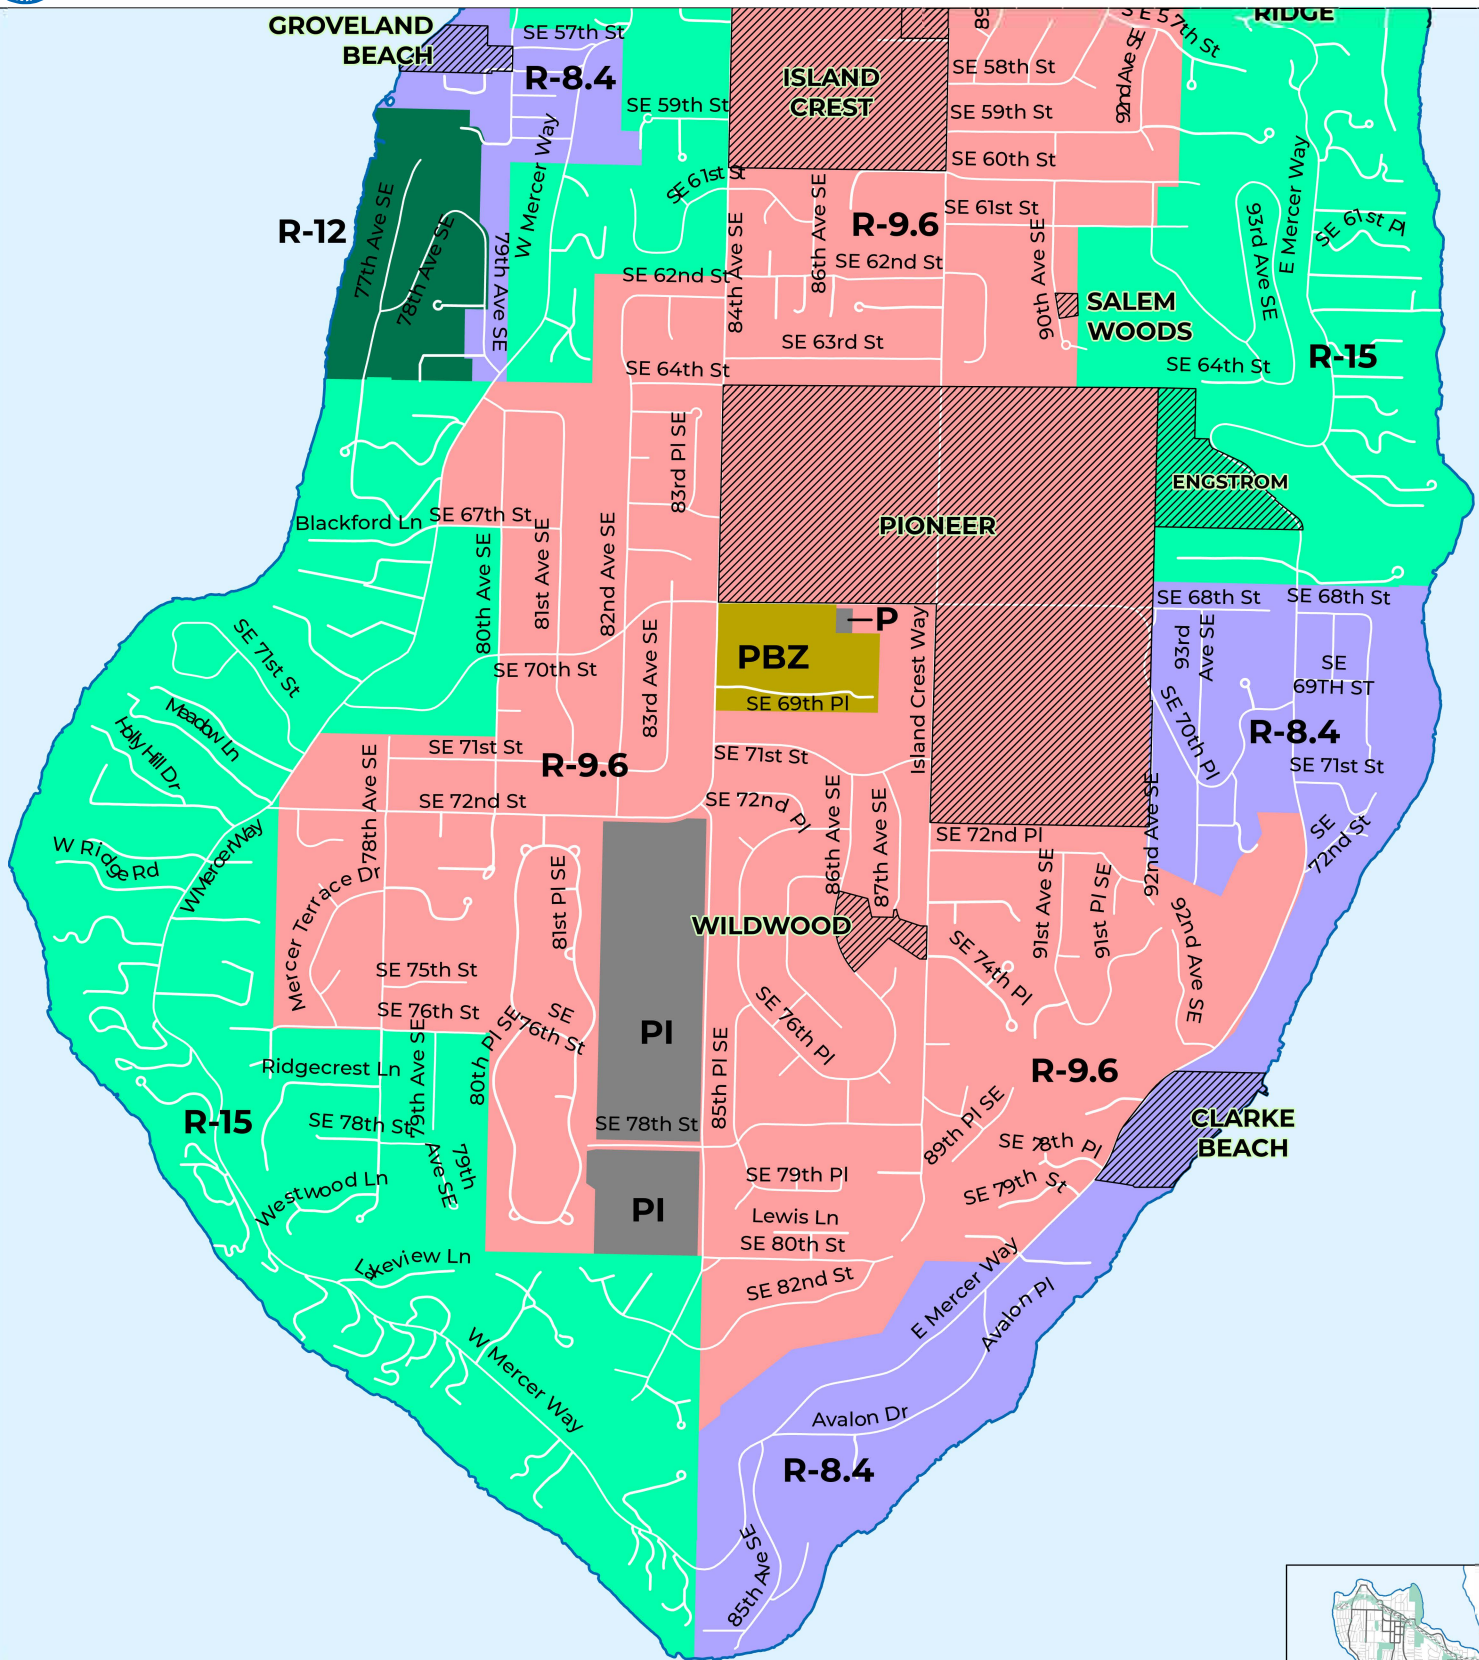 GROVELAND
BEACH
SE 57th St
R-8.4
SE 59th St
ISLAND
CREST
89
SE 57th St
RIDGE
92nd Ave SE
SE 58th St
SE 59th St
SE 60th St
W Mercer Way
SE 61st St
R-12
77th Ave SE
78th Ave SE
79th Ave SE
84th Ave SE
86th Ave SE
R-9.6
SE 61st St
90th Ave SE
93rd Ave SE
E Mercer Way
SE 61st Pl
SE 62nd St
SE 62nd St
SALEM
WOODS
SE 63rd St
SE 64th St
SE 64th St
R-15
83rd Pl SE
ENGSTROM
PIONEER
Blackford Ln
SE 67th St
80th Ave SE
81st Ave SE
82nd Ave SE
83rd Ave SE
P
PBZ
SE 69th Pl
Island Crest Way
SE 68th St
SE 68th St
93rd
Ave SE
SE
69TH ST
SE 70th Pl
R-8.4
SE 71st St
SE
72nd St
SE 71st St
SE 70th St
Meadow Ln
Holly Hill Dr
SE 71st St
R-9.6
SE 71st St
78th Ave SE
SE 72nd St
SE 72nd Pl
86th Ave SE
87th Ave SE
SE 72nd Pl
92nd Ave SE
W Ridge Rd
W Mercer Way
Mercer Terrace Dr
81st Pl SE
WILDWOOD
91st Ave SE
91st Pl SE
92nd Ave SE
SE 74th Pl
SE 75th St
SE 76th St
SE
76th St
80th Pl SE
PI
SE 76th Pl
85th Pl SE
R-9.6
Ridgecrest Ln
79th Ave SE
R-15
SE 78th St
SE 78th St
89th Pl SE
SE 78th Pl
CLARKE
BEACH
79th
Ave SE
Westwood Ln
PI
SE 79th Pl
SE 79th St
Lewis Ln
SE 80th St
Lakeview Ln
SE 82nd St
E Mercer Way
Avalon Pl
W Mercer Way
Avalon Dr
R-8.4
85th Ave SE